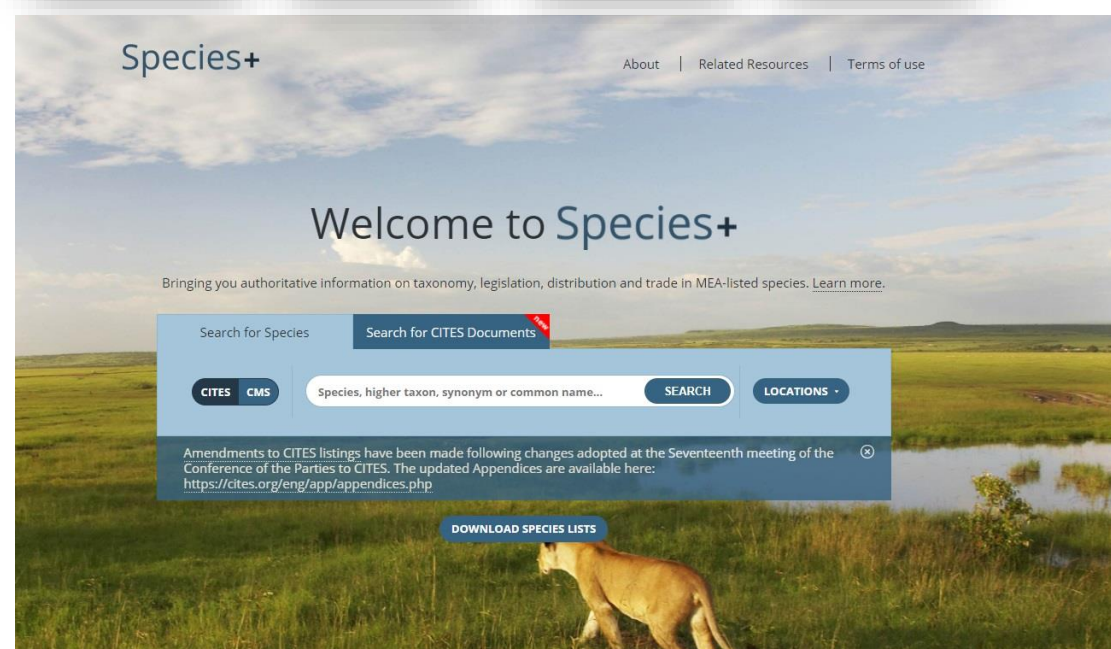 Species+
About | Related Resources | Terms of use
Welcome to Species+
Bringing you authoritative information on taxonomy, legislation, distribution and trade in MEA-listed species. Learn more.
Search for Species
Search for CITES Documents
new
CITES CMS
Species, higher taxon, synonym or common name...
SEARCH
LOCATIONS
Amendments to CITES listings have been made following changes adopted at the Seventeenth meeting of the
Conference of the Parties to CITES. The updated Appendices are available here:
https://cites.org/eng/app/appendices.php
DOWNLOAD SPECIES LISTS